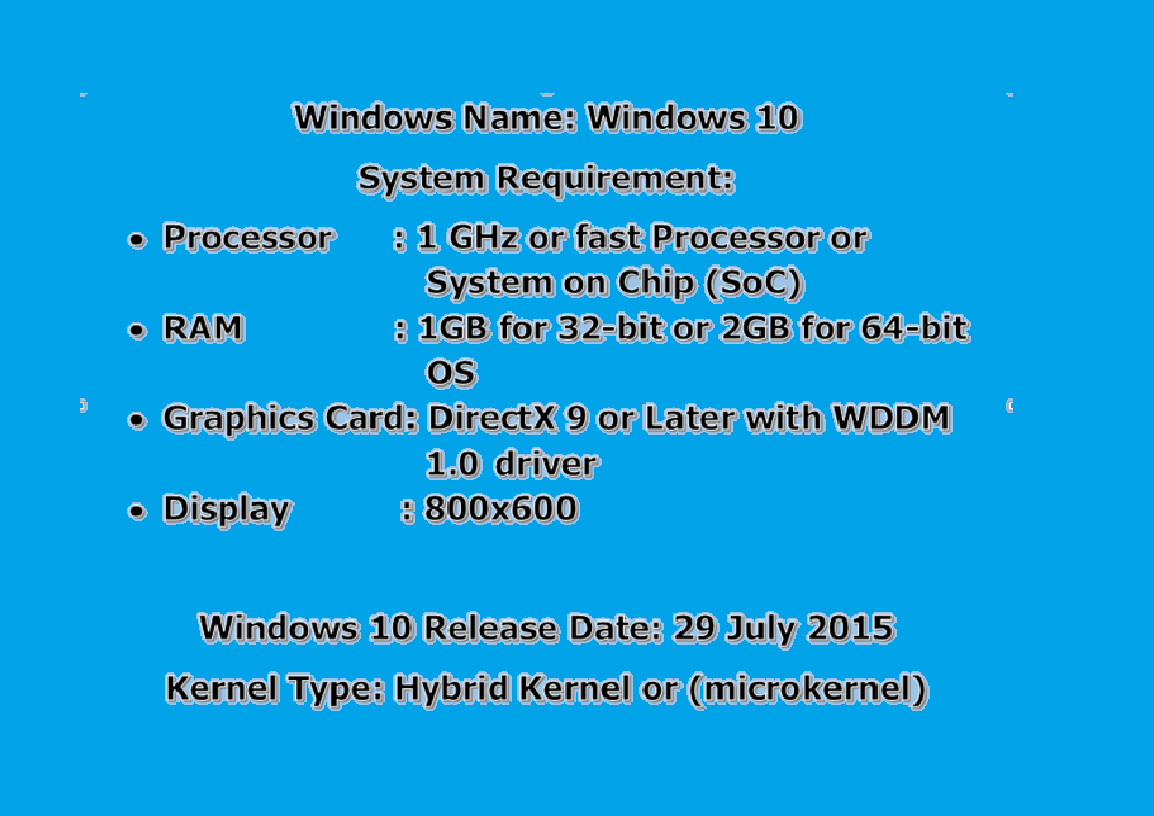 Windows Name: Windows 10
System Requirement:
• Processor : 1 GHz or fast Processor or
System on Chip (SoC)
• RAM : 1GB for 32-bit or 2GB for 64-bit
OS
• Graphics Card: DirectX 9 or Later with WDDM
1.0 driver
• Display : 800x600
Windows 10 Release Date: 29 July 2015
Kernel Type: Hybrid Kernel or (microkernel)